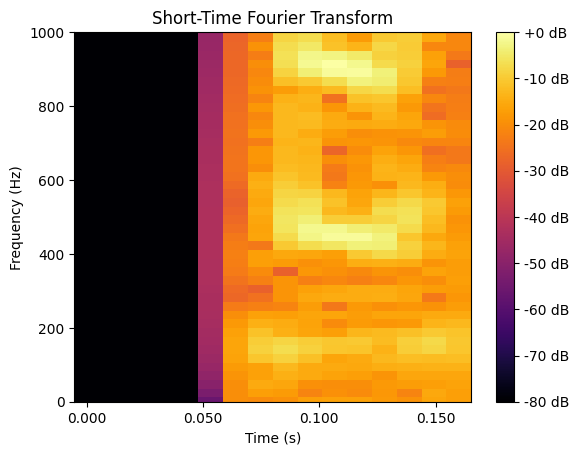 Short-Time Fourier Transform
Frequency (Hz)
1000
800
600
400
200
0
0.000
0.050
0.100
0.150
Time (s)
+0 dB
-10 dB
-20 dB
-30 dB
-40 dB
-50 dB
-60 dB
-70 dB
-80 dB